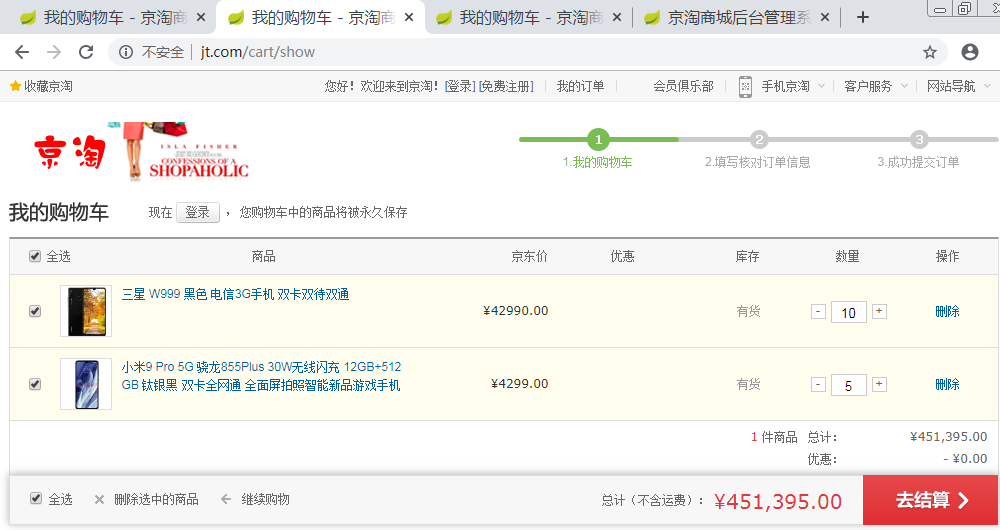 我的购物车 - 京淘商 × 我的购物车 - 京淘商 × 我的购物车 - 京淘商 × 京淘商城后台管理系 × +
不安全 | jt.com/cart/show
收藏京淘 您好！欢迎来到京淘！[登录] [免费注册] 我的订单 会员俱乐部 手机京淘 客户服务 网站导航
京淘 ISLA FISHER
CONFESSIONS OF A
SHOPAHOLIC
1 2 3
1.我的购物车 2.填写核对订单信息 3.成功提交订单
我的购物车 现在 登录 ，您购物车中的商品将被永久保存
全选 商品 京东价 优惠 库存 数量 操作
三星 W999 黑色 电信3G手机 双卡双待双通 ¥42990.00 有货 - 10 + 删除
小米9 Pro 5G 骁龙855Plus 30W无线闪充 12GB+512
GB 钛银黑 双卡全网通 全面屏拍照智能新品游戏手机 ¥4299.00 有货 - 5 + 删除
1 件商品 总计： ¥451,395.00
优惠： - ¥0.00
全选 删除选中的商品 继续购物 总计（不含运费）： ¥451,395.00 去结算